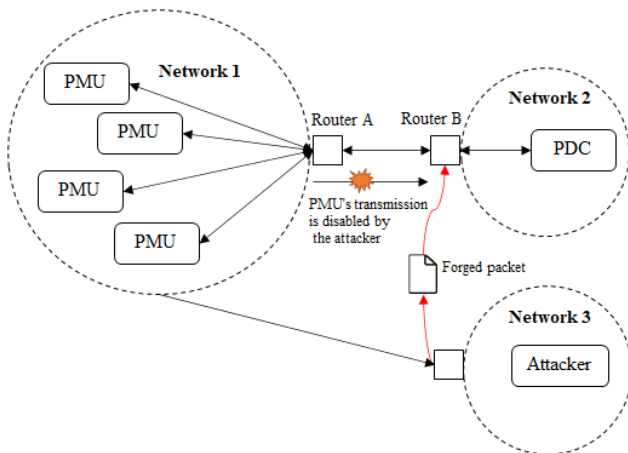 Network 1
PMU
PMU
PMU
PMU
Router A
Router B
Network 2
PDC
PMU's transmission
is disabled by
the attacker
Forged packet
Network 3
Attacker